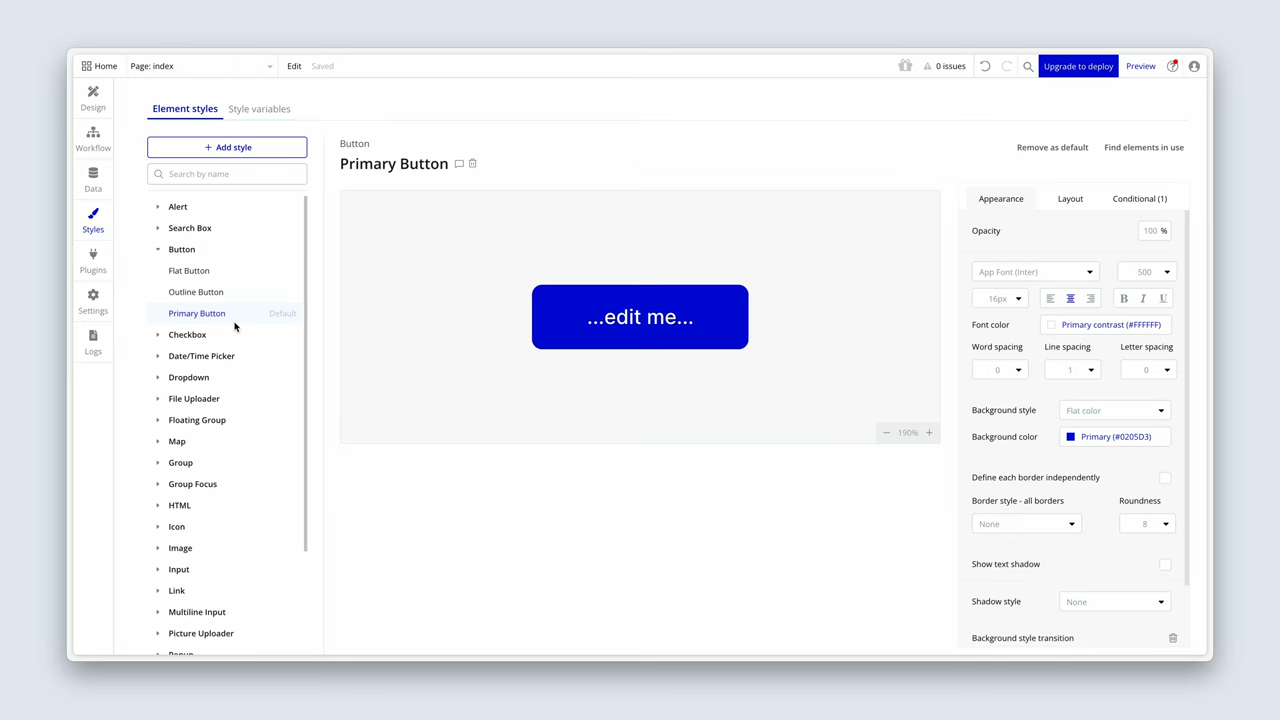 Home
Page: index
Edit
Saved
0 issues
Upgrade to deploy
Preview
Design
Workflow
Data
Styles
Plugins
Settings
Logs
Element styles
Style variables
+ Add style
Search by name
Alert
Search Box
Button
Flat Button
Outline Button
Primary Button
Default
Checkbox
Date/Time Picker
Dropdown
File Uploader
Floating Group
Map
Group
Group Focus
HTML
Icon
Image
Input
Link
Multiline Input
Picture Uploader
Popup
Button
Primary Button
Remove as default
Find elements in use
...edit me...
190%
Appearance
Layout
Conditional (1)
Opacity
100 %
App Font (Inter)
500
16px
B I U
Font color
Primary contrast (#FFFFFF)
Word spacing
Line spacing
Letter spacing
0
1
0
Background style
Flat color
Background color
Primary (#0205D3)
Define each border independently
Border style - all borders
Roundness
None
8
Show text shadow
Shadow style
None
Background style transition